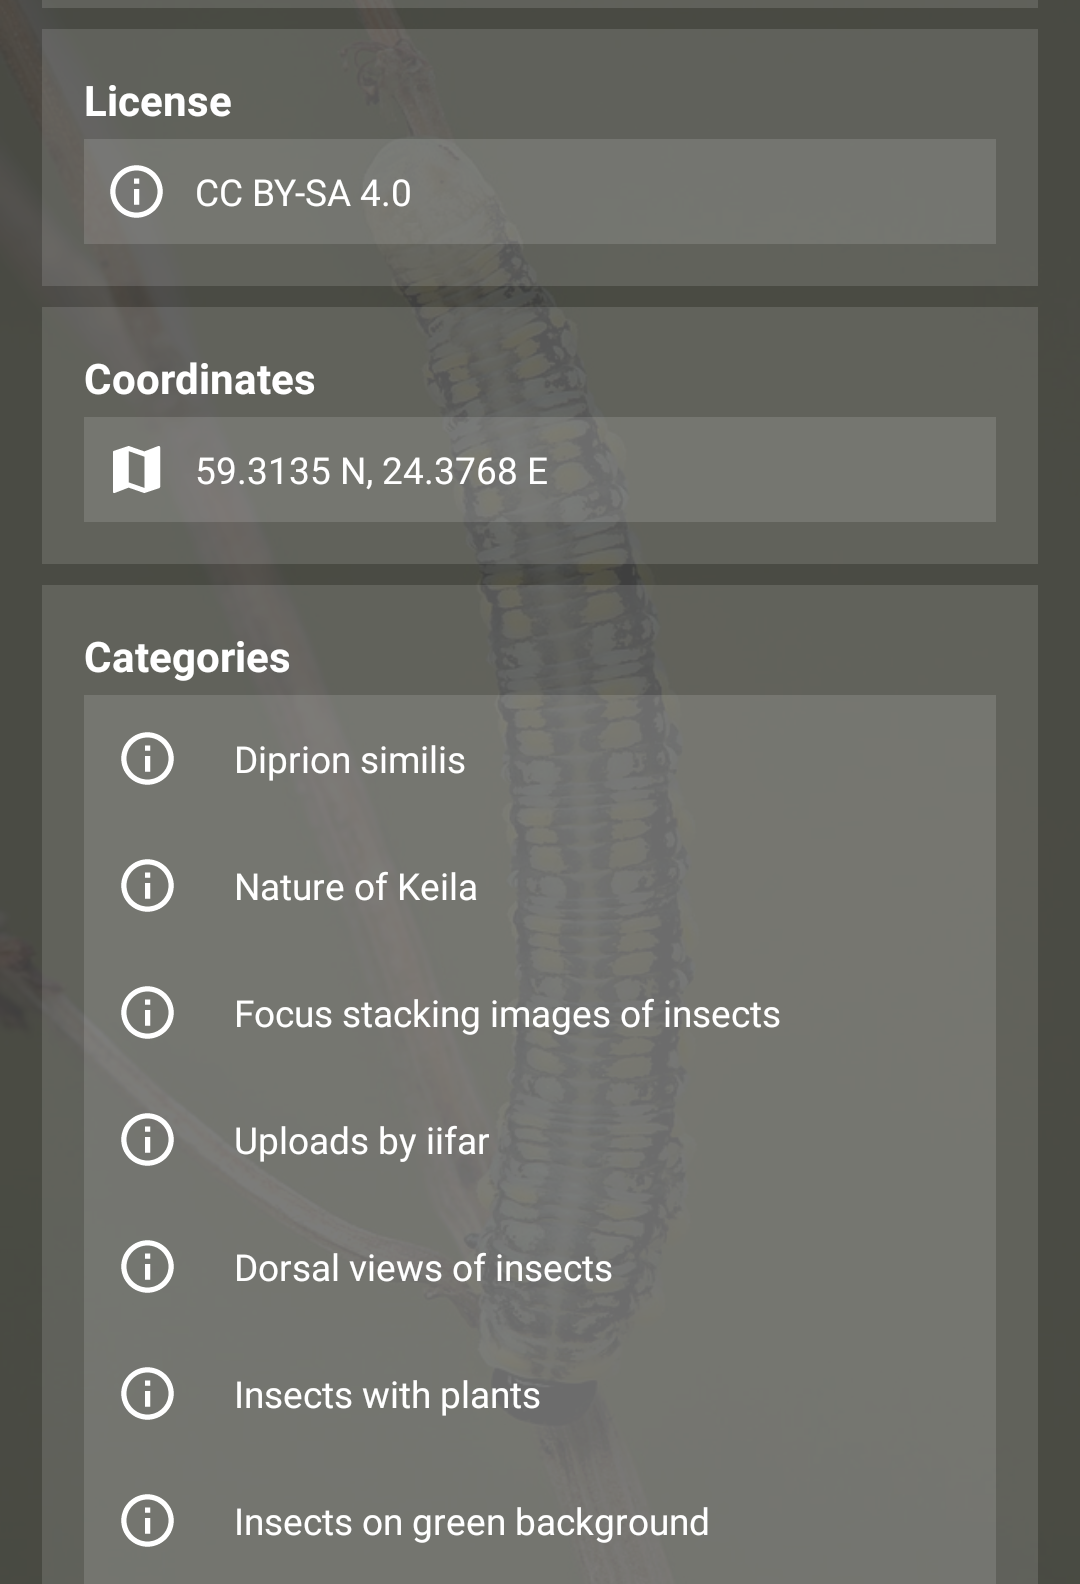 License
CC BY-SA 4.0
Coordinates
59.3135 N, 24.3768 E
Categories
Diprion similis
Nature of Keila
Focus stacking images of insects
Uploads by iifar
Dorsal views of insects
Insects with plants
Insects on green background